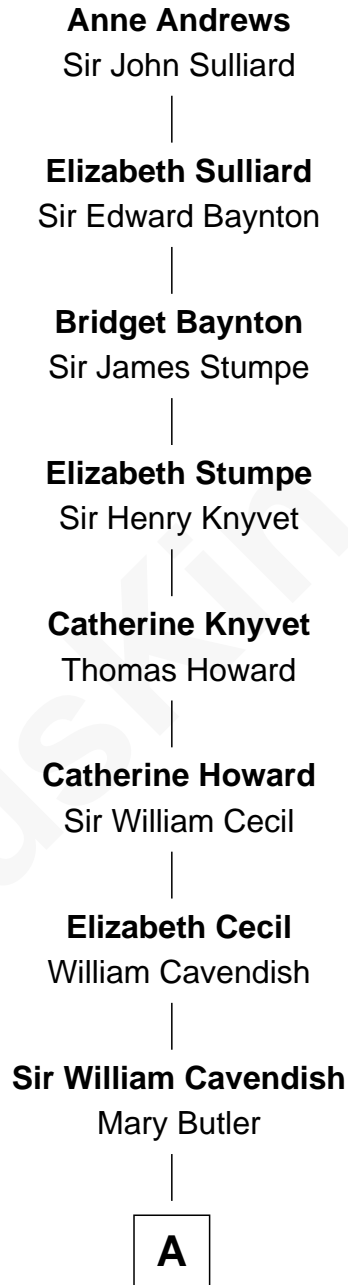 Anne Andrews
Sir John Sulliard
Elizabeth Sulliard
Sir Edward Baynton
Bridget Baynton
Sir James Stumpe
Elizabeth Stumpe
Sir Henry Knyvet
Catherine Knyvet
Thomas Howard
Catherine Howard
Sir William Cecil
Elizabeth Cecil
William Cavendish
Sir William Cavendish
Mary Butler
A